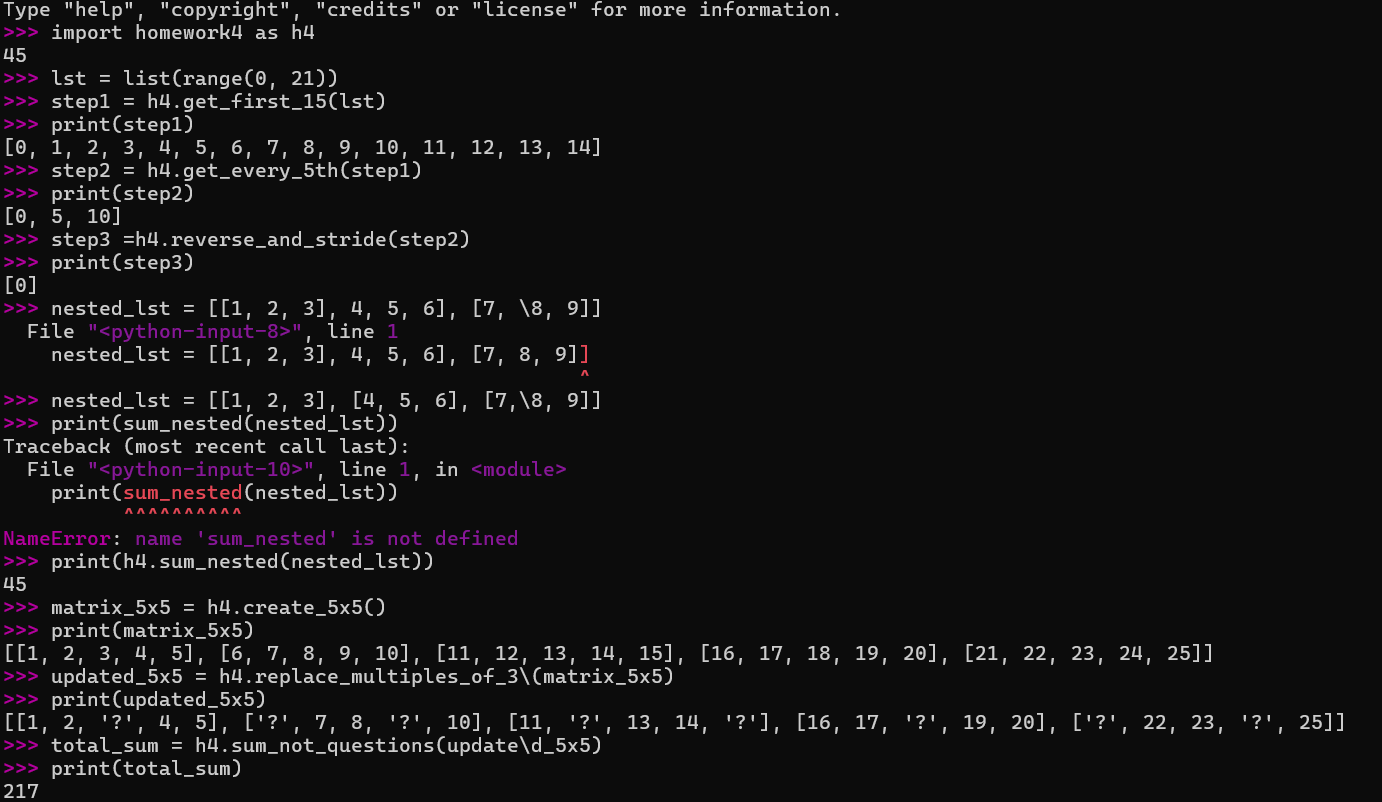 Type "help", "copyright", "credits" or "license" for more information.
>>> import homework4 as h4
45
>>> lst = list(range(0, 21))
>>> step1 = h4.get_first_15(lst)
>>> print(step1)
[0, 1, 2, 3, 4, 5, 6, 7, 8, 9, 10, 11, 12, 13, 14]
>>> step2 = h4.get_every_5th(step1)
>>> print(step2)
[0, 5, 10]
>>> step3 =h4.reverse_and_stride(step2)
>>> print(step3)
[0]
>>> nested_lst = [[1, 2, 3], 4, 5, 6], [7, \8, 9]]
  File "<python-input-8>", line 1
    nested_lst = [[1, 2, 3], 4, 5, 6], [7, 8, 9]]
                                                ^
>>> nested_lst = [[1, 2, 3], [4, 5, 6], [7,\8, 9]]
>>> print(sum_nested(nested_lst))
Traceback (most recent call last):
  File "<python-input-10>", line 1, in <module>
    print(sum_nested(nested_lst))
          ^^^^^^^^^^
NameError: name 'sum_nested' is not defined
>>> print(h4.sum_nested(nested_lst))
45
>>> matrix_5x5 = h4.create_5x5()
>>> print(matrix_5x5)
[[1, 2, 3, 4, 5], [6, 7, 8, 9, 10], [11, 12, 13, 14, 15], [16, 17, 18, 19, 20], [21, 22, 23, 24, 25]]
>>> updated_5x5 = h4.replace_multiples_of_3\(matrix_5x5)
>>> print(updated_5x5)
[[1, 2, '?', 4, 5], ['?', 7, 8, '?', 10], [11, '?', 13, 14, '?'], [16, 17, '?', 19, 20], ['?', 22, 23, '?', 25]]
>>> total_sum = h4.sum_not_questions(update\d_5x5)
>>> print(total_sum)
217